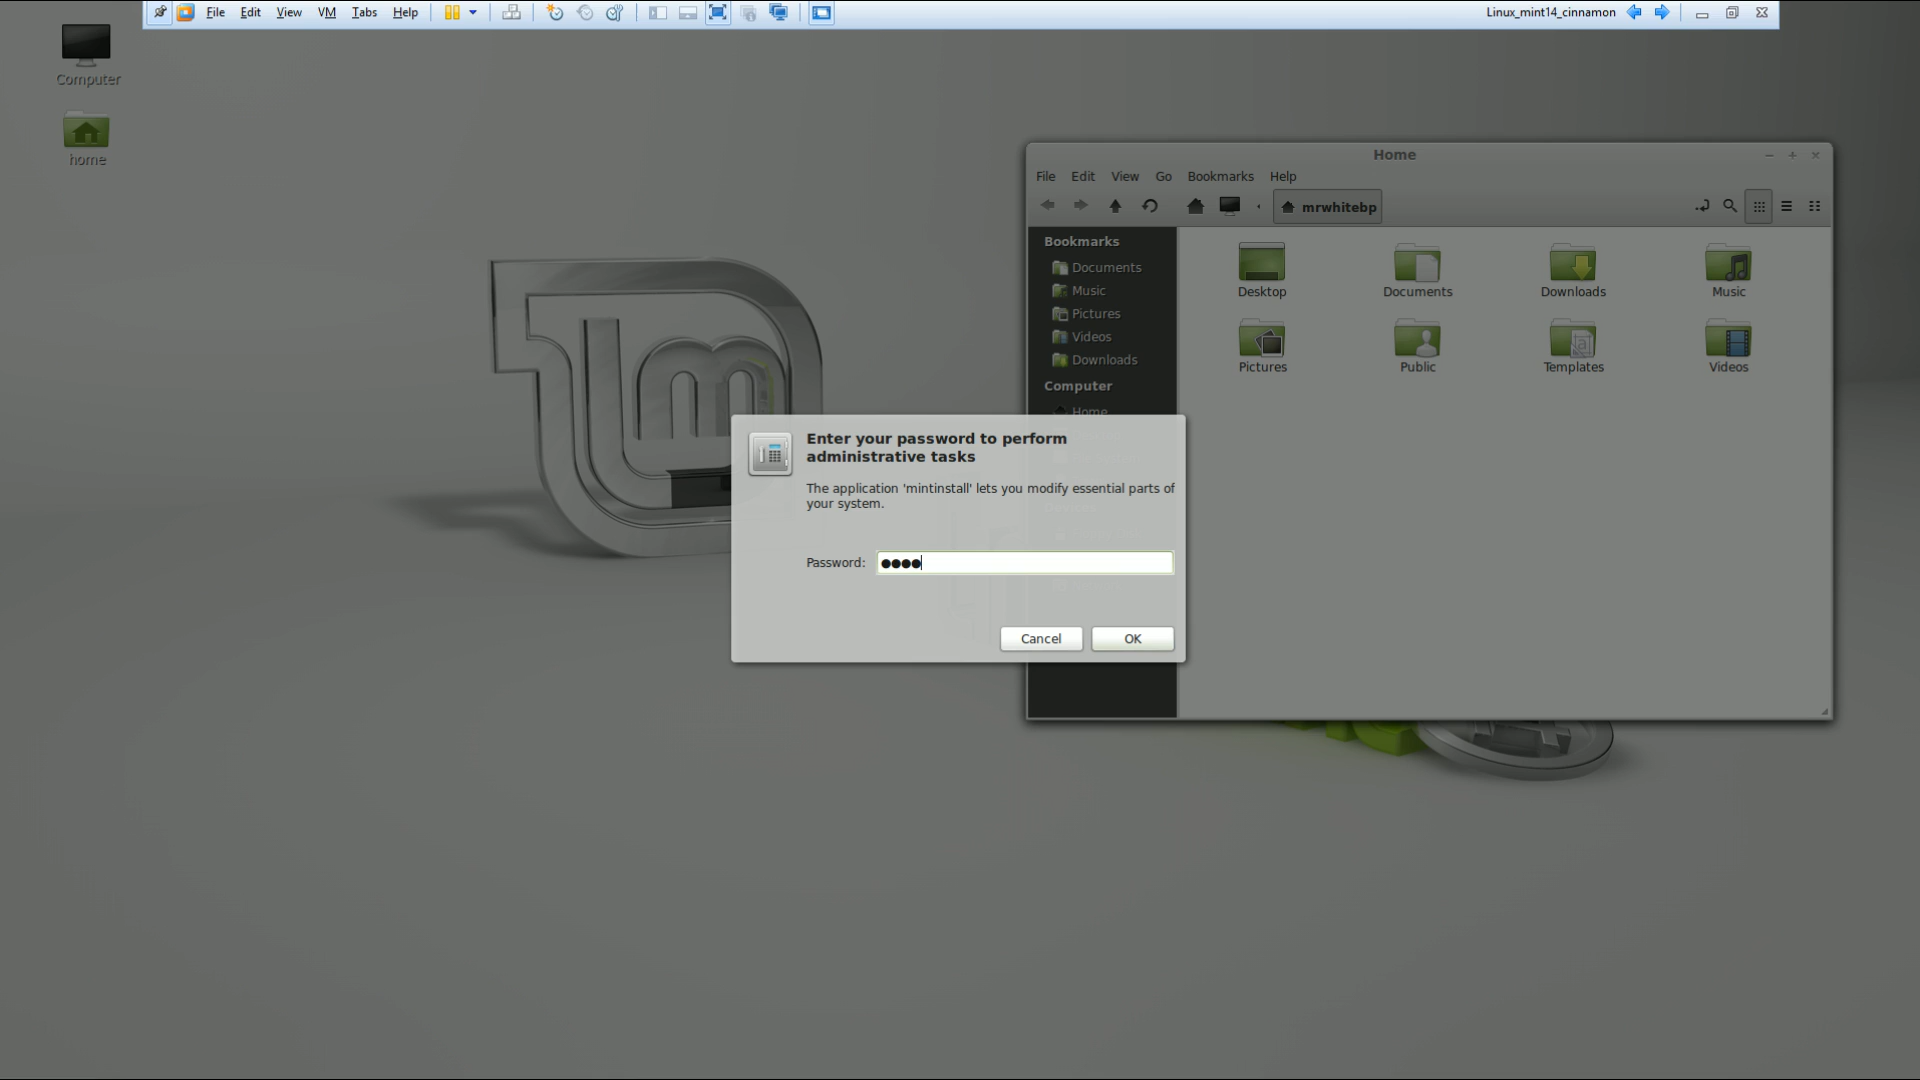 File Edit View VM Tabs Help
Linux_mint14_cinnamon
Computer
home
Home
File Edit View Go Bookmarks Help
mrwhitebp
Bookmarks
Documents
Music
Pictures
Videos
Downloads
Computer
Home
Desktop
Documents
Downloads
Music
Pictures
Public
Templates
Videos
Enter your password to perform
administrative tasks
The application 'mintinstall' lets you modify essential parts of
your system.
Password: ●●●●
Cancel
OK